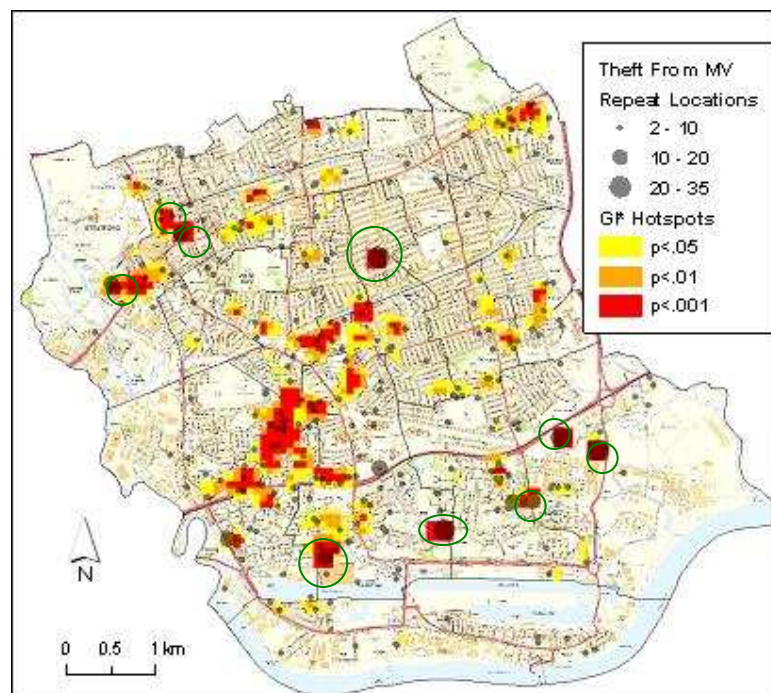 Theft From MV
Repeat Locations
2 - 10
10 - 20
20 - 35
Gi* Hotspots
p<.05
p<.01
p<.001
N
0 0.5 1 km